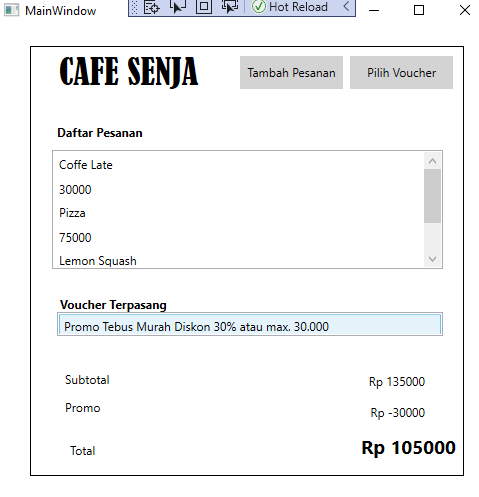 MainWindow
Hot Reload
CAFE SENJA
Tambah Pesanan
Pilih Voucher
Daftar Pesanan
Coffe Late
30000
Pizza
75000
Lemon Squash
Voucher Terpasang
Promo Tebus Murah Diskon 30% atau max. 30.000
Subtotal
Rp 135000
Promo
Rp -30000
Total
Rp 105000